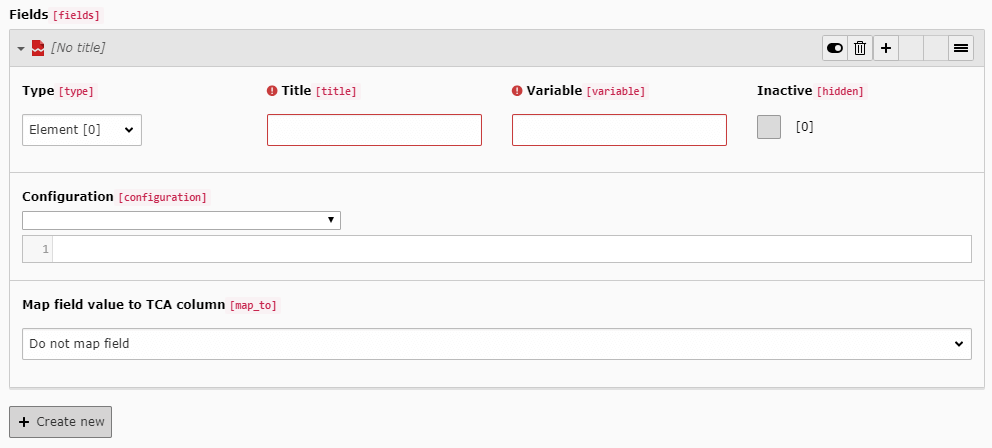 Fields [fields]
[No title]
Type [type]
Title [title]
Variable [variable]
Inactive [hidden]
Element [0]
[0]
Configuration [configuration]
1
Map field value to TCA column [map_to]
Do not map field
Create new